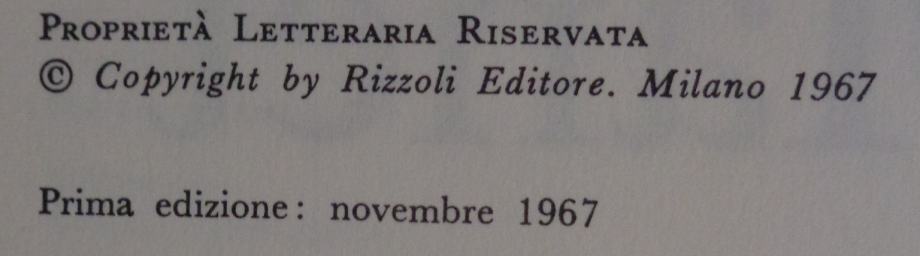 Proprietà Letteraria Riservata
© Copyright by Rizzoli Editore. Milano 1967
Prima edizione: novembre 1967